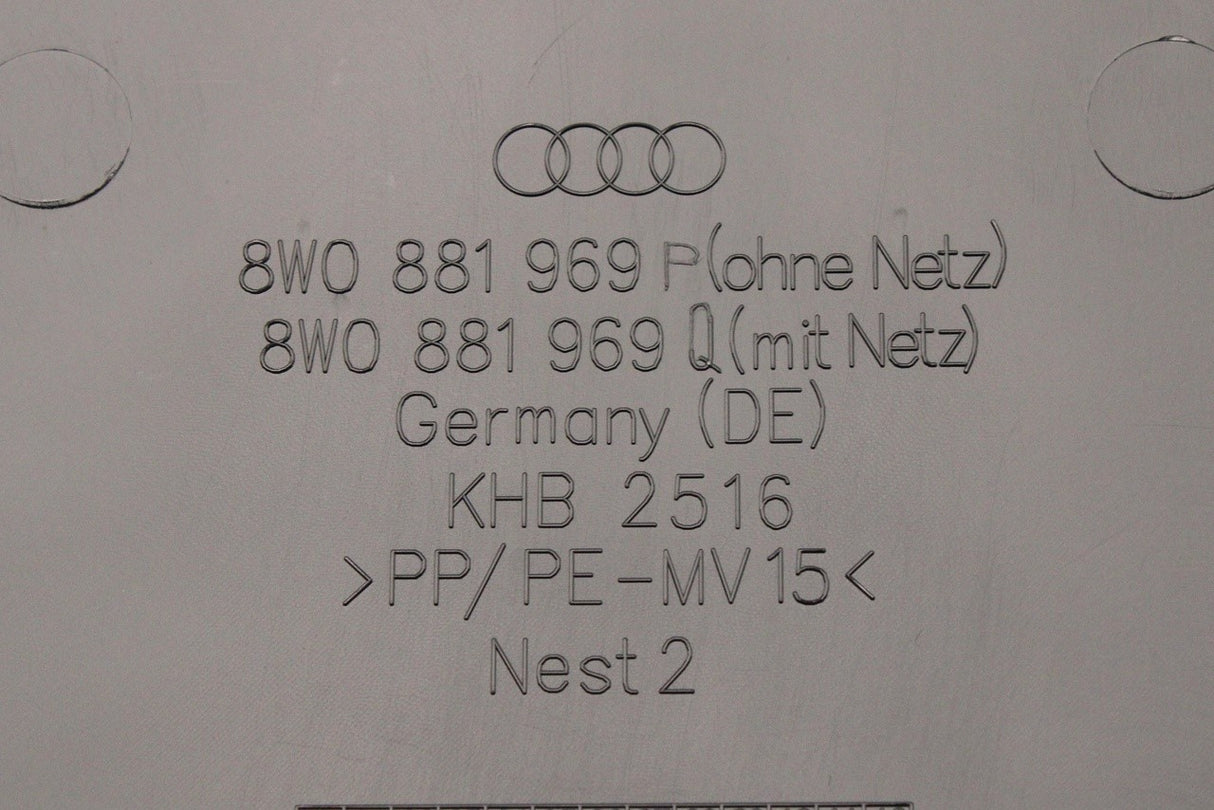 8W0 881 969 P(ohne Netz)
8W0 881 969 Q(mit Netz)
Germany (DE)
KHB 2516
>PP/PE-MV15<
Nest 2